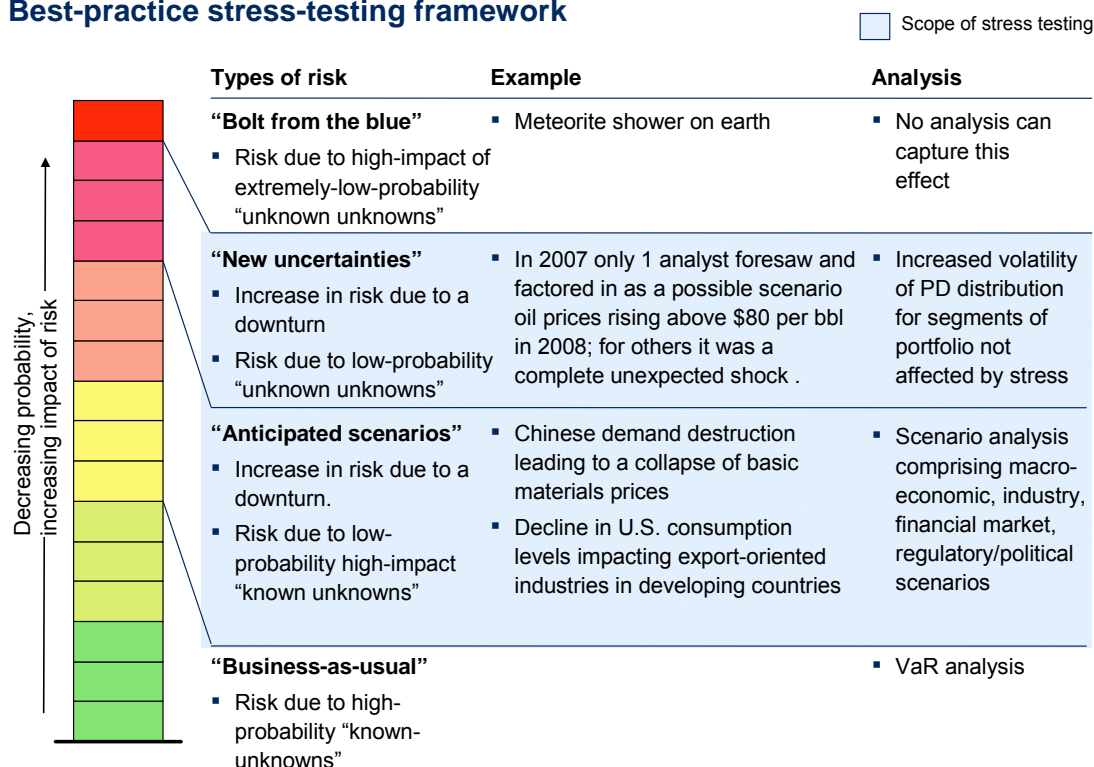 Best-practice stress-testing framework
Scope of stress testing
Types of risk
Example
Analysis
“Bolt from the blue”
▪ Risk due to high-impact of
extremely-low-probability
“unknown unknowns”
▪ Meteorite shower on earth
▪ No analysis can
capture this
effect
“New uncertainties”
▪ Increase in risk due to a
downturn
▪ Risk due to low-probability
“unknown unknowns”
▪ In 2007 only 1 analyst foresaw and
factored in as a possible scenario
oil prices rising above $80 per bbl
in 2008; for others it was a
complete unexpected shock .
▪ Increased volatility
of PD distribution
for segments of
portfolio not
affected by stress
“Anticipated scenarios”
▪ Increase in risk due to a
downturn.
▪ Risk due to low-
probability high-impact
“known unknowns”
▪ Chinese demand destruction
leading to a collapse of basic
materials prices
▪ Decline in U.S. consumption
levels impacting export-oriented
industries in developing countries
▪ Scenario analysis
comprising macro-
economic, industry,
financial market,
regulatory/political
scenarios
“Business-as-usual”
▪ Risk due to high-
probability “known-
unknowns”
▪ VaR analysis
Decreasing probability,
increasing impact of risk